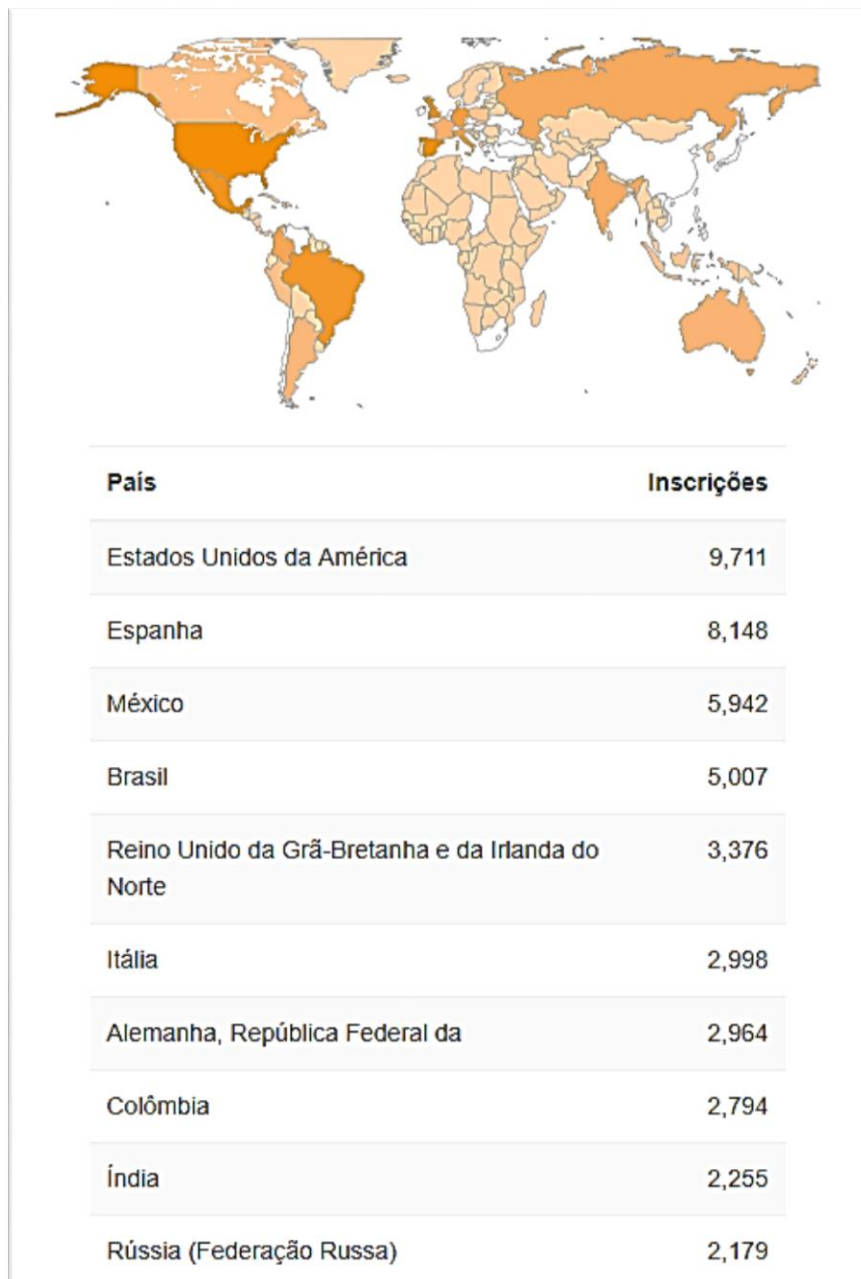 País Inscrições
Estados Unidos da América 9,711
Espanha 8,148
México 5,942
Brasil 5,007
Reino Unido da Grã-Bretanha e da Irlanda do 3,376
Norte
Itália 2,998
Alemanha, República Federal da 2,964
Colômbia 2,794
Índia 2,255
Rússia (Federação Russa) 2,179